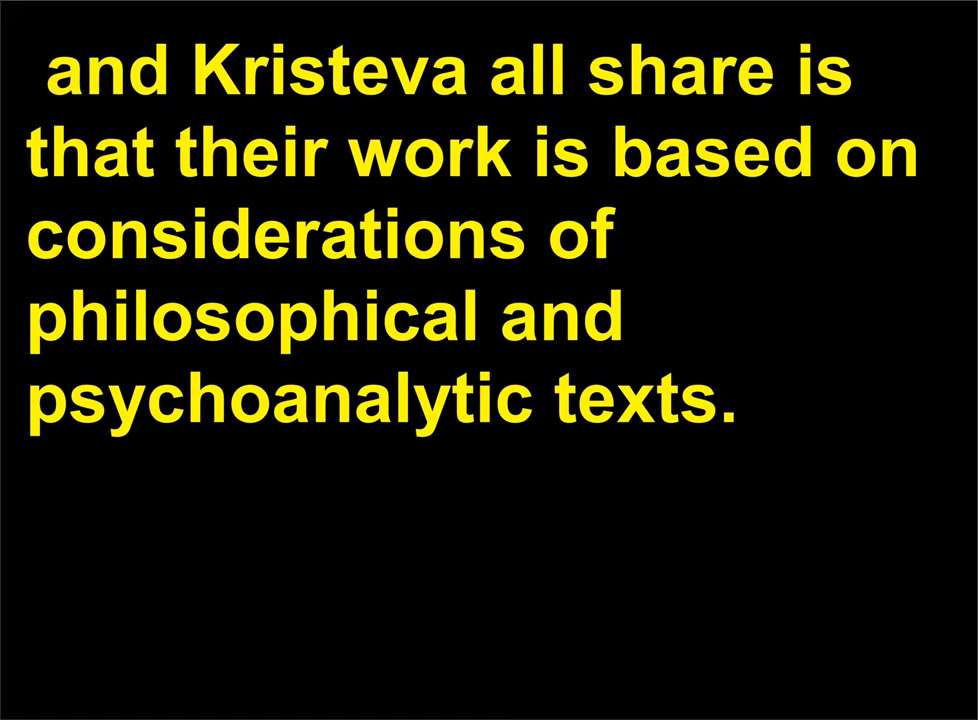 and Kristeva all share is
that their work is based on
considerations of
philosophical and
psychoanalytic texts.